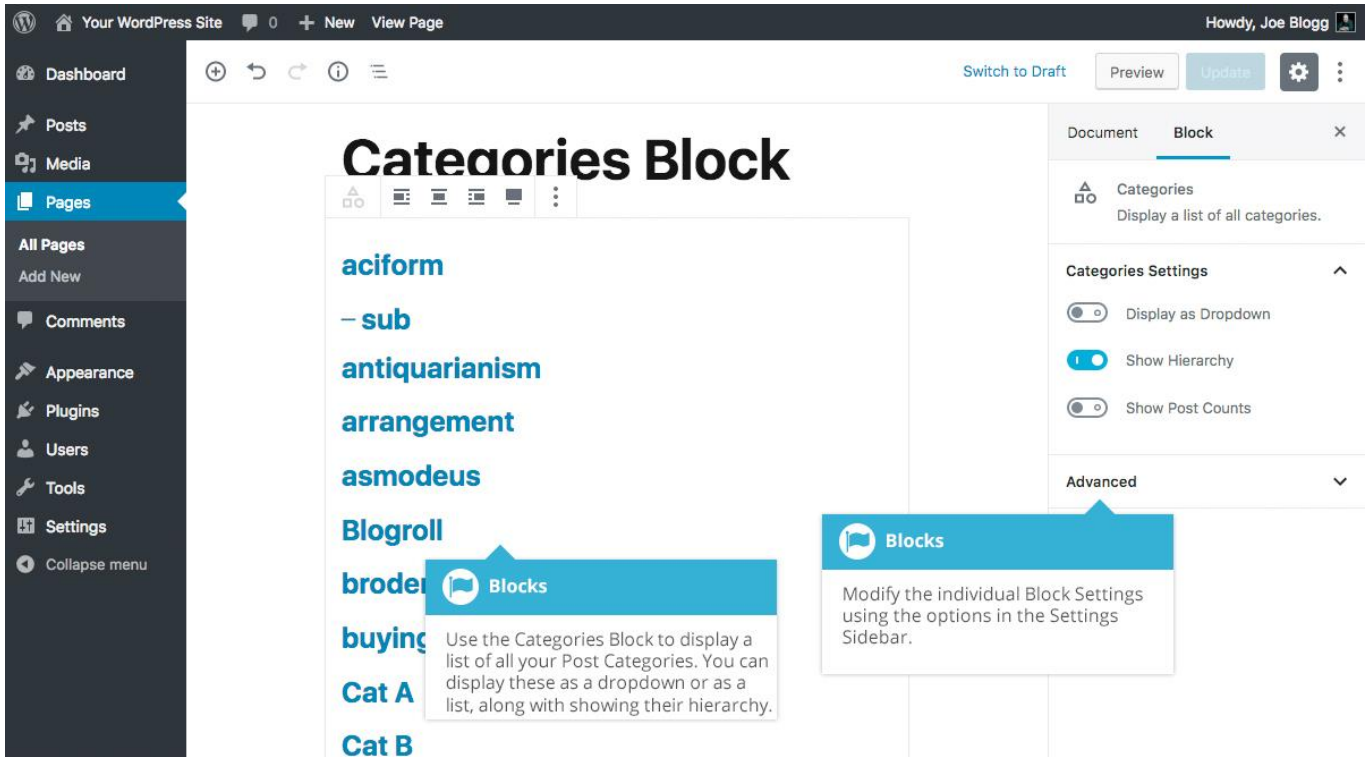 Your WordPress Site 0 New View Page Howdy, Joe Blogg
Dashboard
Posts
Media
Pages
All Pages
Add New
Comments
Appearance
Plugins
Users
Tools
Settings
Collapse menu
Switch to Draft Preview Update
Categories Block
aciform
– sub
antiquarianism
arrangement
asmodeus
Blogroll
broder
buying
Cat A
Cat B
Blocks
Use the Categories Block to display a
list of all your Post Categories. You can
display these as a dropdown or as a
list, along with showing their hierarchy.
Document Block
Categories
Display a list of all categories.
Categories Settings
Display as Dropdown
Show Hierarchy
Show Post Counts
Advanced
Blocks
Modify the individual Block Settings
using the options in the Settings
Sidebar.